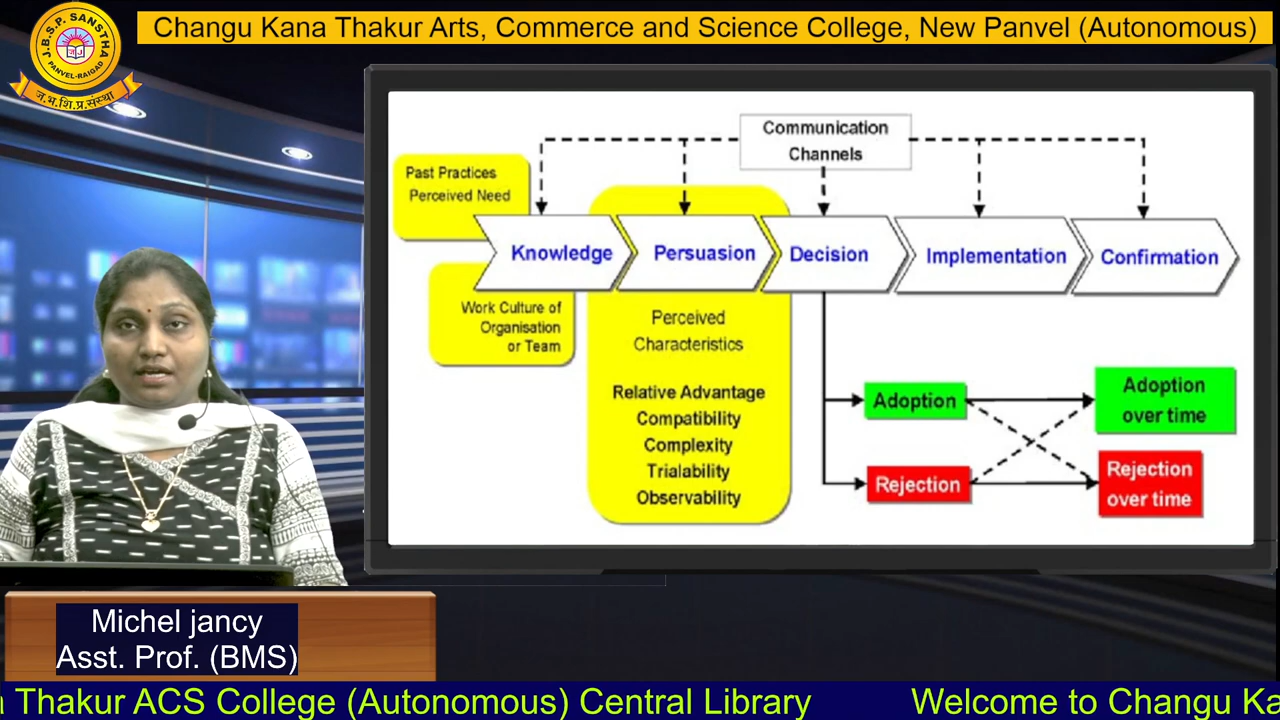 J.B.S.P. SANSTHA
PANVEL-RAIGAD
ज.भ.शि.प्र.संस्था
Changu Kana Thakur Arts, Commerce and Science College, New Panvel (Autonomous)
Communication
Channels
Past Practices
Perceived Need
Knowledge
Persuasion
Decision
Implementation
Confirmation
Work Culture of
Organisation
or Team
Perceived
Characteristics
Relative Advantage
Compatibility
Complexity
Trialability
Observability
Adoption
Adoption
over time
Rejection
Rejection
over time
Michel jancy
Asst. Prof. (BMS)
Thakur ACS College (Autonomous) Central Library Welcome to Changu Ka